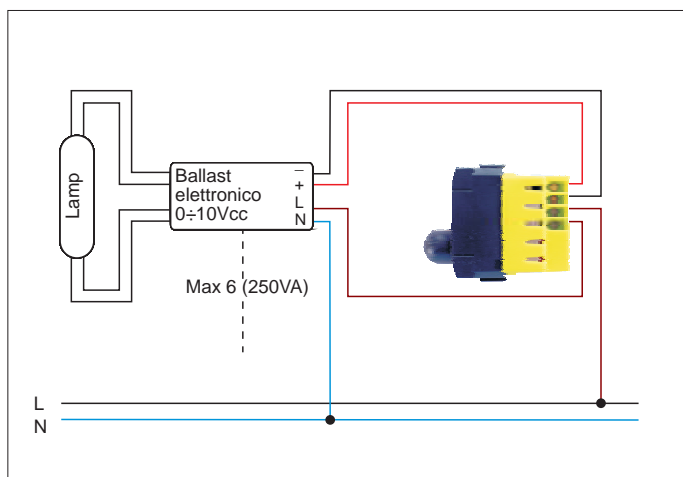 Lamp
Ballast
elettronico
0÷10Vcc
–
+
L
N
Max 6 (250VA)
L
N